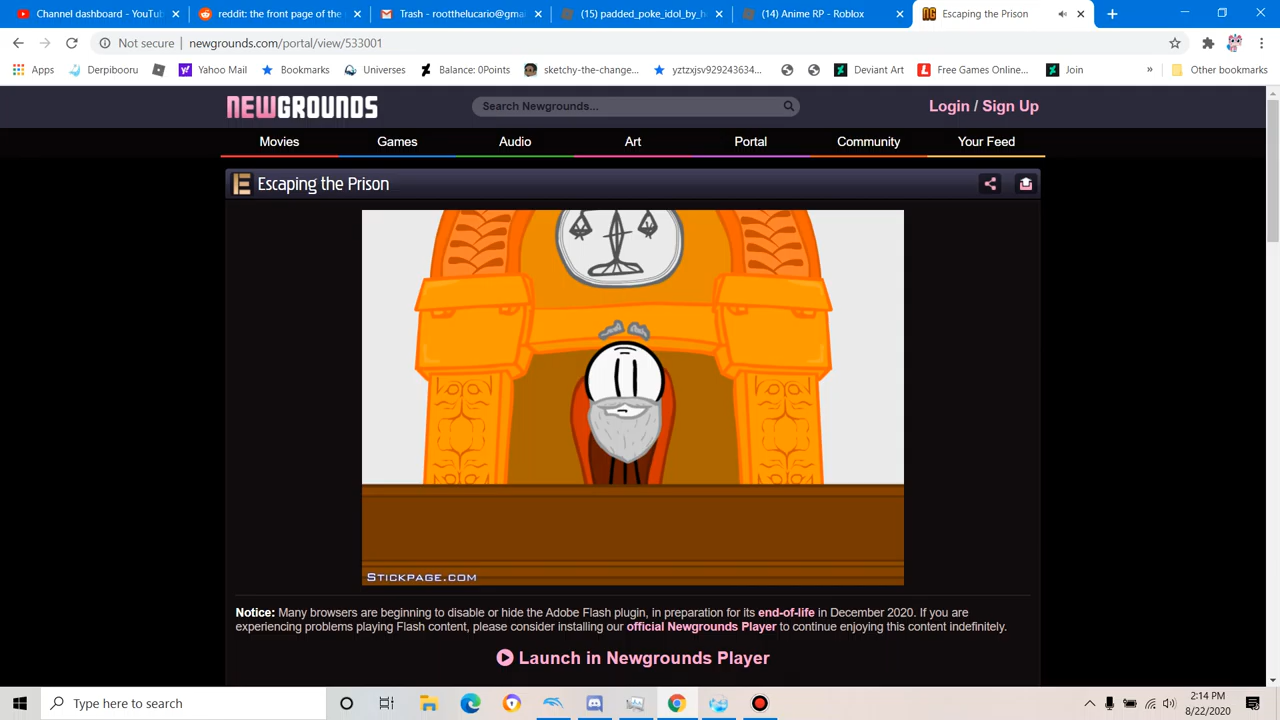 Channel dashboard - YouTu
reddit: the front page of the
Trash - rootthelucario@gma
(15) padded_poke_idol_by_h
(14) Anime RP - Roblox
Escaping the Prison
Not secure | newgrounds.com/portal/view/533001
Apps
Derpibooru
Yahoo Mail
Bookmarks
Universes
Balance: 0Points
sketchy-the-change...
yztzxjsv929243634...
Deviant Art
Free Games Online...
Join
»
Other bookmarks
NEWGROUNDS
Search Newgrounds...
Login / Sign Up
Movies
Games
Audio
Art
Portal
Community
Your Feed
E Escaping the Prison
STICKPAGE.COM
Notice: Many browsers are beginning to disable or hide the Adobe Flash plugin, in preparation for its end-of-life in December 2020. If you are
experiencing problems playing Flash content, please consider installing our official Newgrounds Player to continue enjoying this content indefinitely.
Launch in Newgrounds Player
Type here to search
2:14 PM
8/22/2020